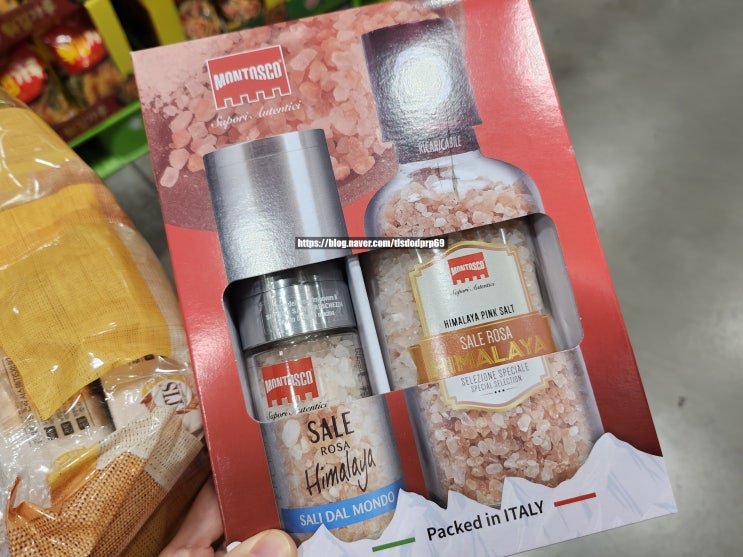 MONTOSCO
Sapori Autentici
RICARICABILE
https://blog.naver.com/tlsdodprp69
MONTOSCO
Sapori Autentici
HIMALAYA PINK SALT
SALE ROSA
HIMALAYA
SELEZIONE SPECIALE
SPECIAL SELECTION
MONTOSCO
Sapori Autentici
SALE
ROSA
Himalaya
SALI DAL MONDO
Packed in ITALY